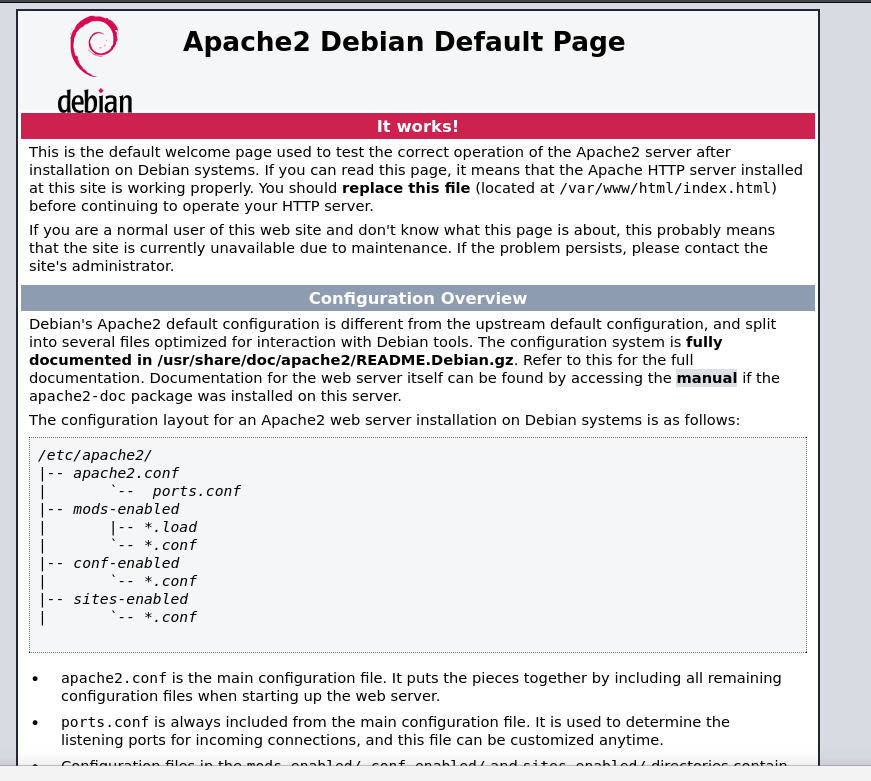 debian
Apache2 Debian Default Page
It works!
This is the default welcome page used to test the correct operation of the Apache2 server after
installation on Debian systems. If you can read this page, it means that the Apache HTTP server installed
at this site is working properly. You should replace this file (located at /var/www/html/index.html)
before continuing to operate your HTTP server.
If you are a normal user of this web site and don't know what this page is about, this probably means
that the site is currently unavailable due to maintenance. If the problem persists, please contact the
site's administrator.
Configuration Overview
Debian's Apache2 default configuration is different from the upstream default configuration, and split
into several files optimized for interaction with Debian tools. The configuration system is fully
documented in /usr/share/doc/apache2/README.Debian.gz. Refer to this for the full
documentation. Documentation for the web server itself can be found by accessing the manual if the
apache2-doc package was installed on this server.
The configuration layout for an Apache2 web server installation on Debian systems is as follows:
/etc/apache2/
|-- apache2.conf
|       `--  ports.conf
|-- mods-enabled
|       |-- *.load
|       `-- *.conf
|-- conf-enabled
|       `-- *.conf
|-- sites-enabled
|       `-- *.conf
• apache2.conf is the main configuration file. It puts the pieces together by including all remaining
configuration files when starting up the web server.
• ports.conf is always included from the main configuration file. It is used to determine the
listening ports for incoming connections, and this file can be customized anytime.
• Configuration files in the mods-enabled/, conf-enabled/ and sites-enabled/ directories contain